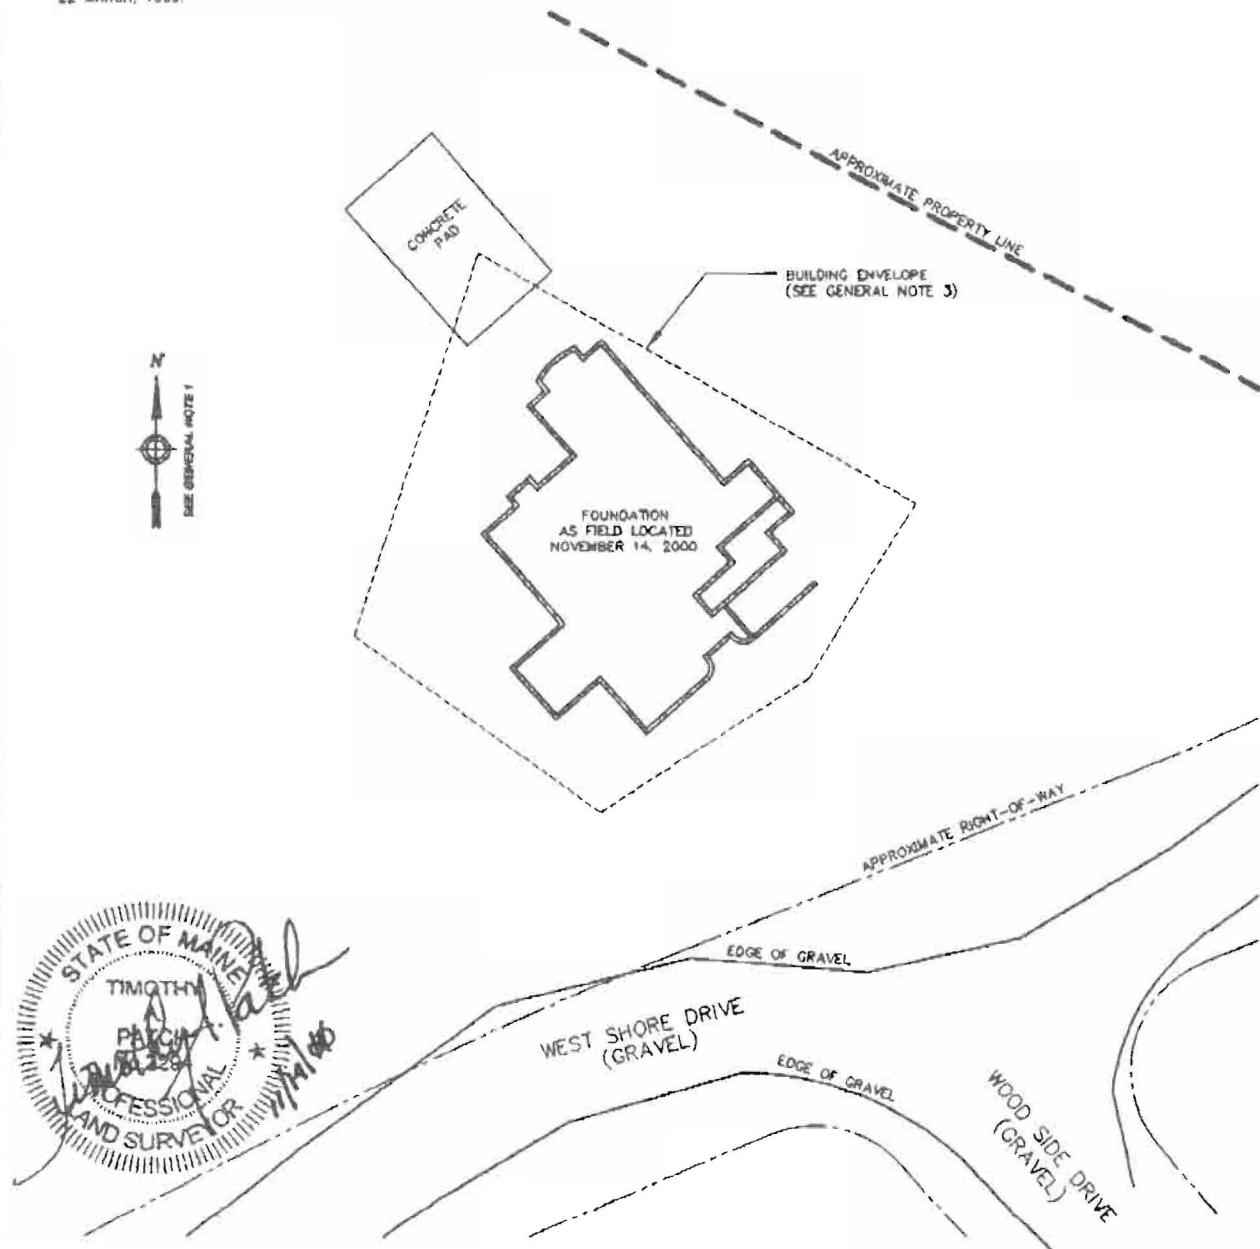 APPROXIMATE PROPERTY LINE
CONCRETE
PAD
BUILDING ENVELOPE
(SEE GENERAL NOTE 3)
N
SEE GENERAL NOTE 1
FOUNDATION
AS FIELD LOCATED
NOVEMBER 14, 2000
APPROXIMATE RIGHT-OF-WAY
EDGE OF GRAVEL
WEST SHORE DRIVE
(GRAVEL)
EDGE OF GRAVEL
WOOD SIDE DRIVE
(GRAVEL)
STATE OF MAINE
TIMOTHY
A.
PATCH
PROFESSIONAL
LAND SURVEYOR